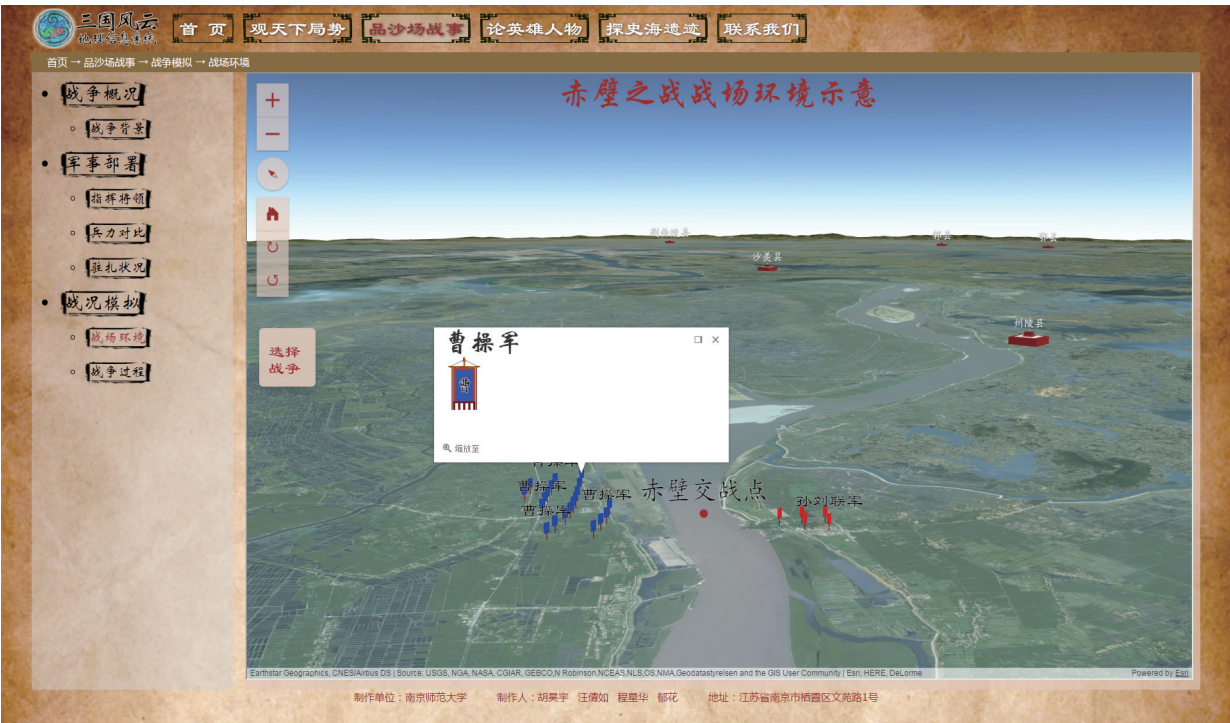 三国风云
地理信息系统
首页
观天下局势
品沙场战事
论英雄人物
探史海遗迹
联系我们
首页 → 品沙场战事 → 战争模拟 → 战场环境
战争概况
战争背景
军事部署
指挥将领
兵力对比
驻扎状况
战况模拟
战场环境
战争过程
赤壁之战战场环境示意
选择
战争
沙羡县
州陵县
曹操军
曹
缩放至
曹操军
曹操军
曹操军
曹操军
赤壁交战点
孙刘联军
Earthstar Geographics, CNES/Airbus DS | Source: USGS, NGA, NASA, CGIAR, GEBCO,N Robinson,NCEAS,NLS,OS,NMA,Geodatastyrelsen and the GIS User Community | Esri, HERE, DeLorme
Powered by Esri
制作单位：南京师范大学 制作人：胡昊宇 汪倩如 程星华 郁花 地址：江苏省南京市栖霞区文苑路1号